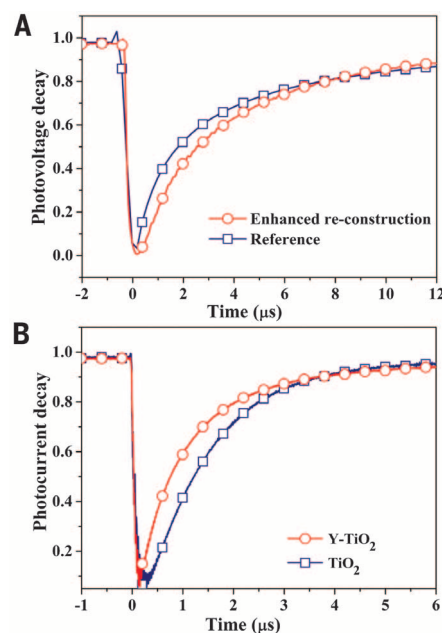 A
1.0
0.8
0.6
0.4
0.2
0.0
Photovoltage decay
Enhanced re-construction
Reference
-2 0 2 4 6 8 10 12
Time (μs)
B
1.0
0.8
0.6
0.4
0.2
Photocurrent decay
Y-TiO₂
TiO₂
-1 0 1 2 3 4 5 6
Time (μs)